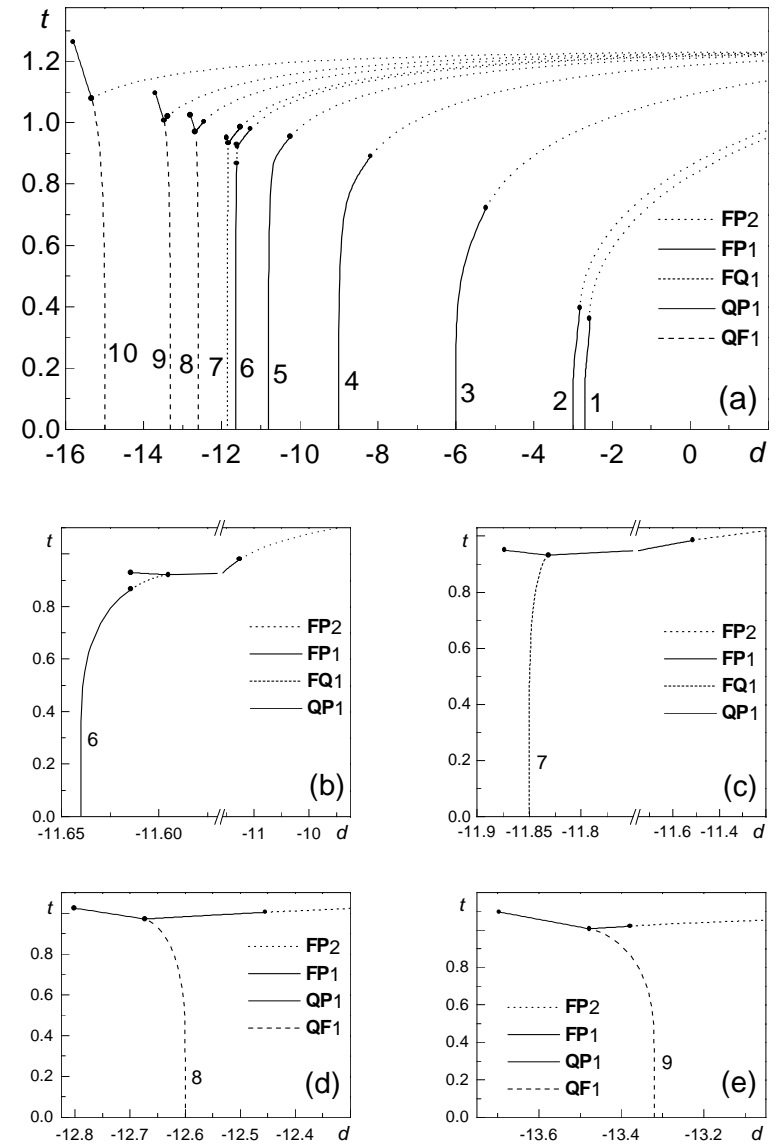 t
1.2
1.0
0.8
0.6
0.4
0.2
0.0
FP2
FP1
FQ1
QP1
QF1
10 9 8 7 6 5 4 3 2 1
(a)
-16 -14 -12 -10 -8 -6 -4 -2 0 d
t
0.8
0.6
0.4
0.2
0.0
FP2
FP1
FQ1
QP1
6
(b)
-11.65 -11.60 -11 -10 d
t
0.8
0.6
0.4
0.2
0.0
FP2
FP1
FQ1
QP1
7
(c)
-11.9 -11.85 -11.8 -11.6 -11.4 d
t
0.8
0.6
0.4
0.2
0.0
FP2
FP1
QP1
QF1
8
(d)
-12.8 -12.7 -12.6 -12.5 -12.4 d
t
0.8
0.6
0.4
0.2
0.0
FP2
FP1
QP1
QF1
9
(e)
-13.6 -13.4 -13.2 d